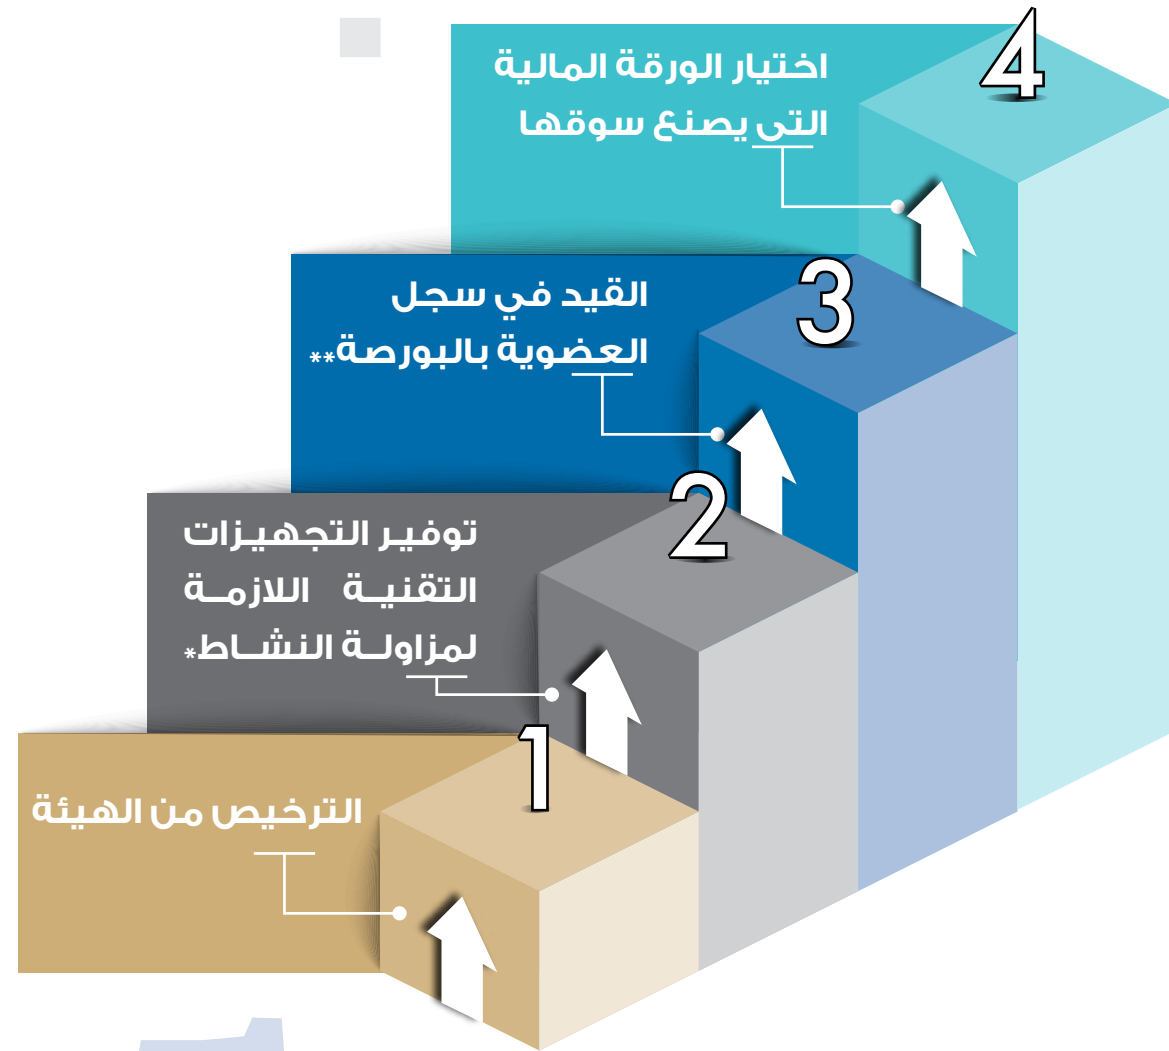 4
اختيار الورقة المالية
التى يصنع سوقها
3
القيد في سجل
العضوية بالبورصة**
2
توفير التجهيزات
التقنية اللازمة
لمزاولة النشاط*
1
الترخيص من الهيئة